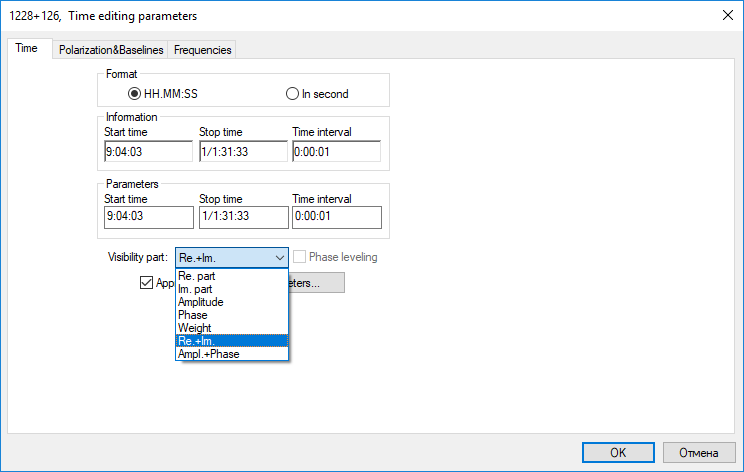 1228+126, Time editing parameters
Time Polarization&Baselines Frequencies
Format
HH.MM:SS In second
Information
Start time Stop time Time interval
9:04:03 1/1:31:33 0:00:01
Parameters
Start time Stop time Time interval
9:04:03 1/1:31:33 0:00:01
Visibility part: Re.+Im. Phase leveling
Re. part
Im. part
Amplitude
Phase
Weight
Re.+Im.
Ampl.+Phase
OK Отмена